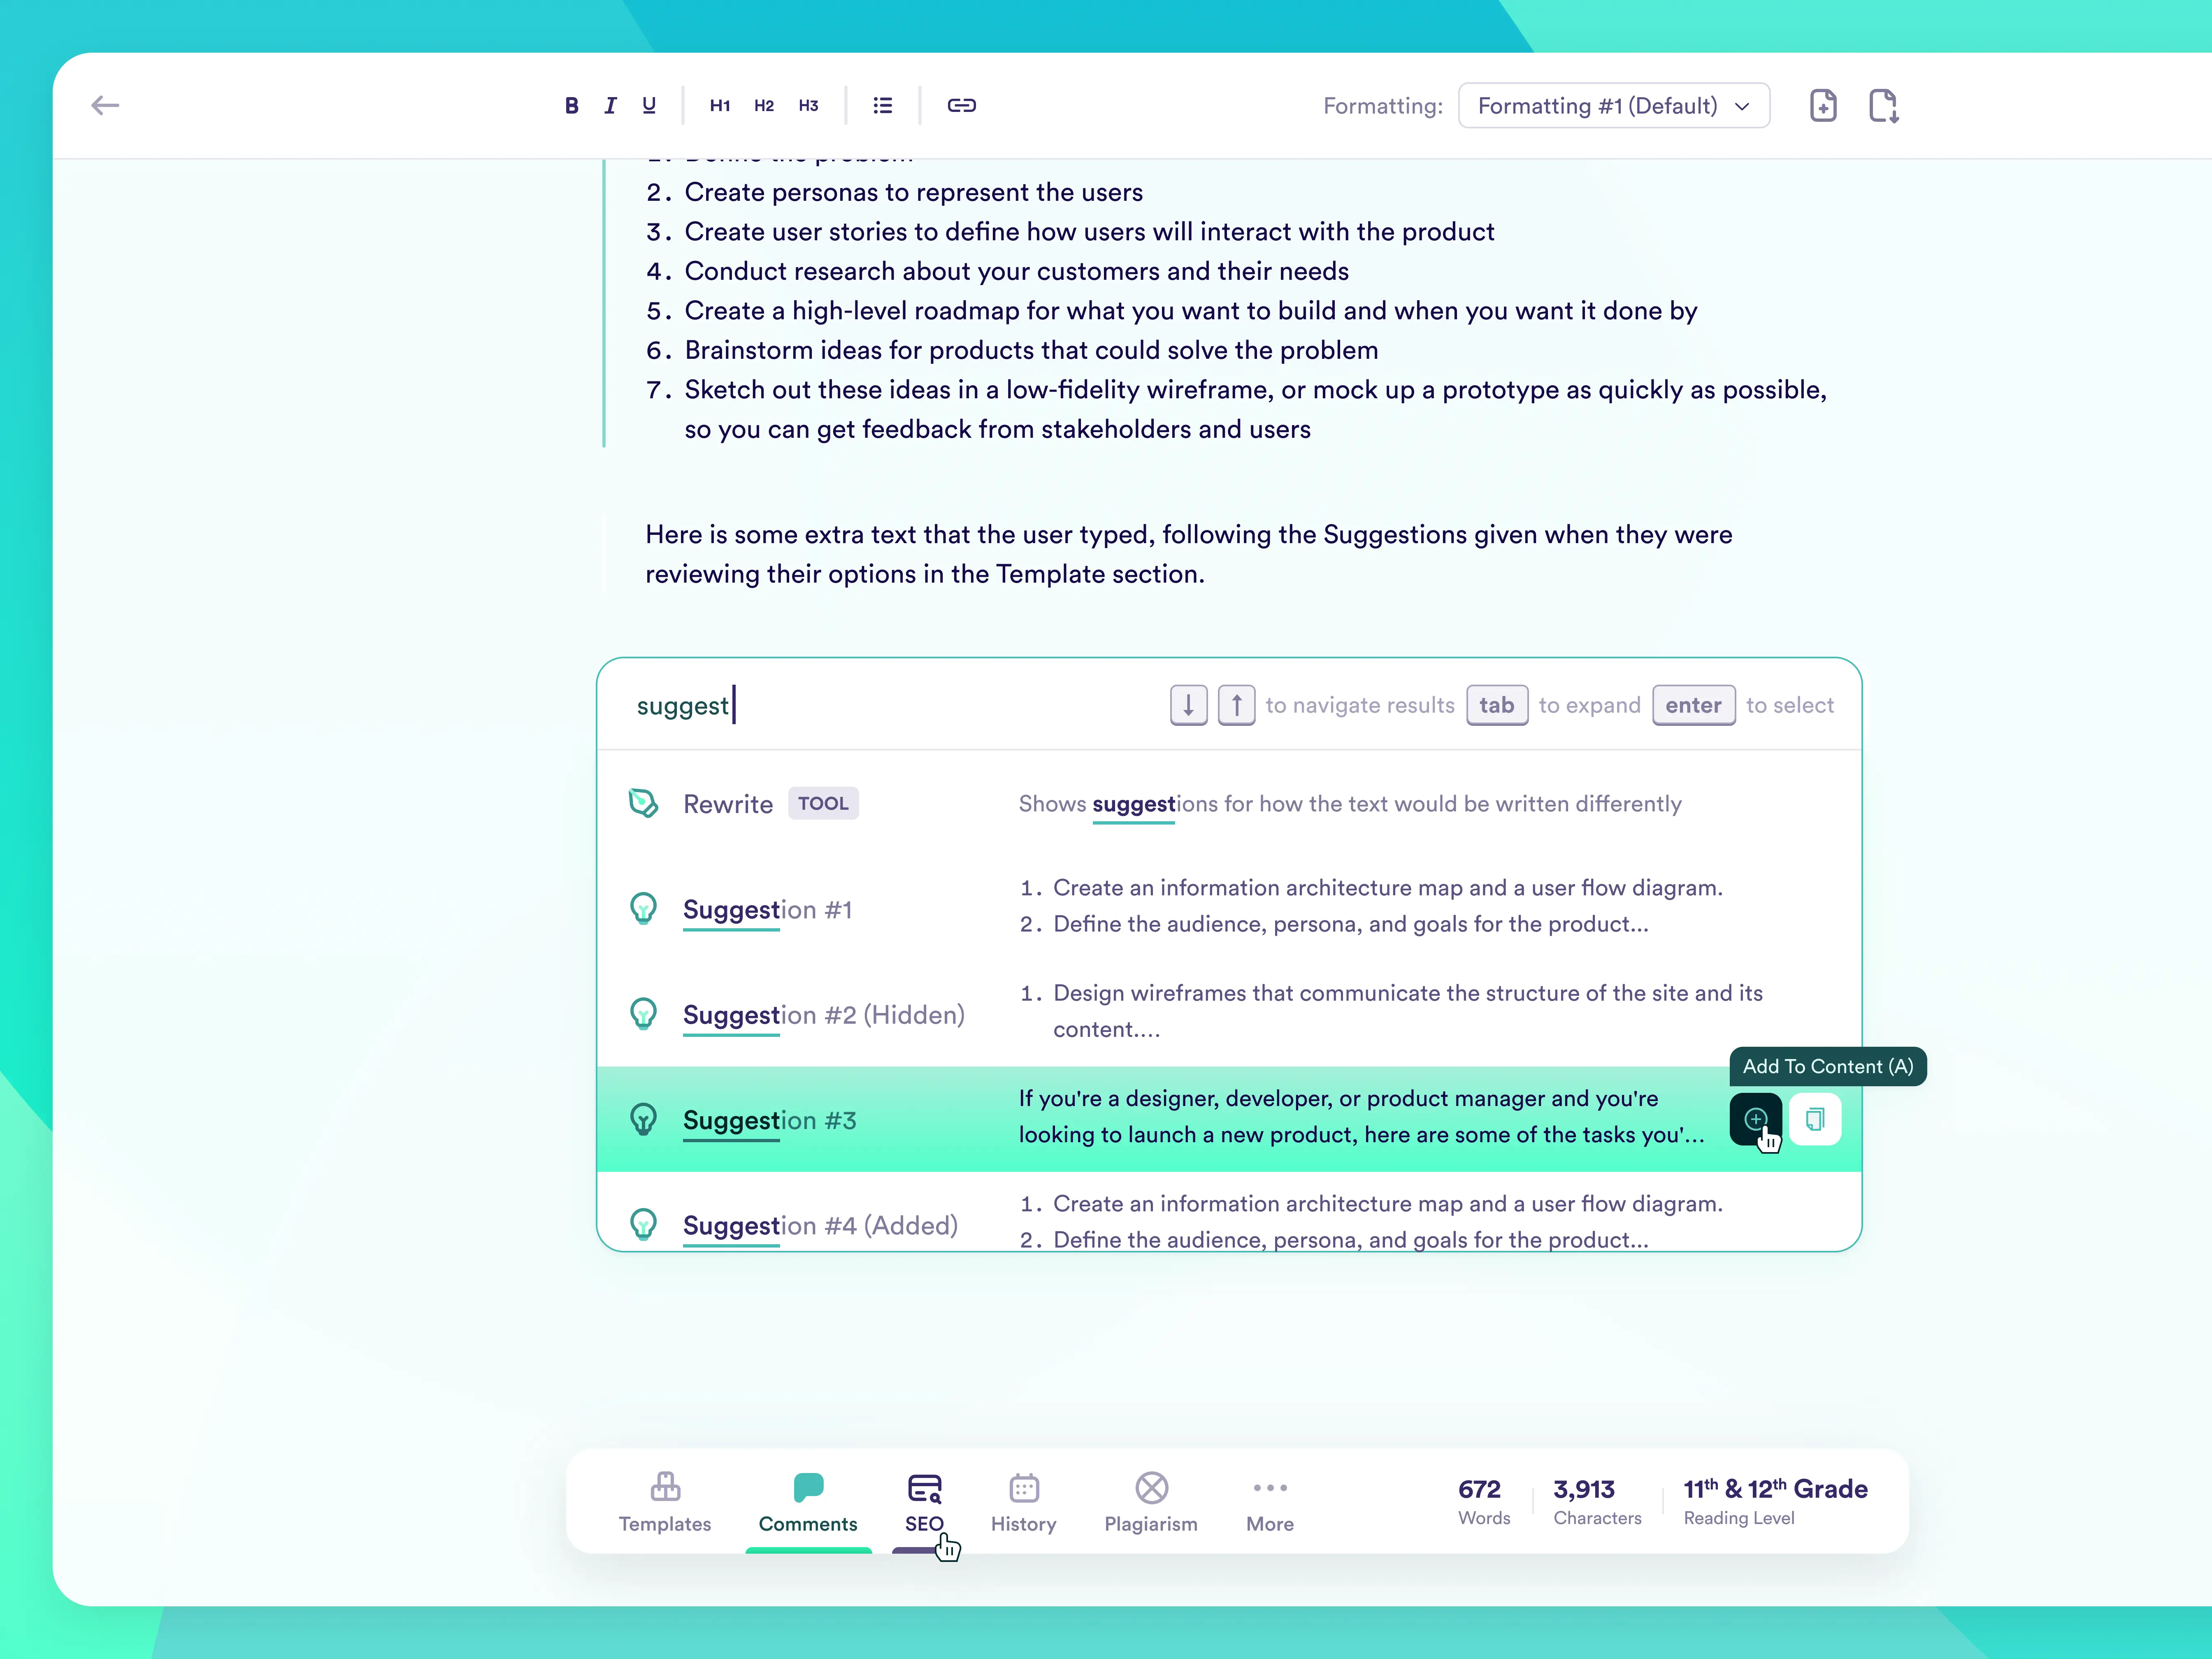 B I U H1 H2 H3 Formatting: Formatting #1 (Default)
1. Define the problem
2. Create personas to represent the users
3. Create user stories to define how users will interact with the product
4. Conduct research about your customers and their needs
5. Create a high-level roadmap for what you want to build and when you want it done by
6. Brainstorm ideas for products that could solve the problem
7. Sketch out these ideas in a low-fidelity wireframe, or mock up a prototype as quickly as possible,
so you can get feedback from stakeholders and users
Here is some extra text that the user typed, following the Suggestions given when they were
reviewing their options in the Template section.
suggest ↓ ↑ to navigate results tab to expand enter to select
Rewrite TOOL Shows suggestions for how the text would be written differently
Suggestion #1
1. Create an information architecture map and a user flow diagram.
2. Define the audience, persona, and goals for the product...
Suggestion #2 (Hidden)
1. Design wireframes that communicate the structure of the site and its
content....
Add To Content (A)
Suggestion #3
If you're a designer, developer, or product manager and you're
looking to launch a new product, here are some of the tasks you'...
Suggestion #4 (Added)
1. Create an information architecture map and a user flow diagram.
2. Define the audience, persona, and goals for the product...
Templates Comments SEO History Plagiarism More
672
Words
3,913
Characters
11th & 12th Grade
Reading Level